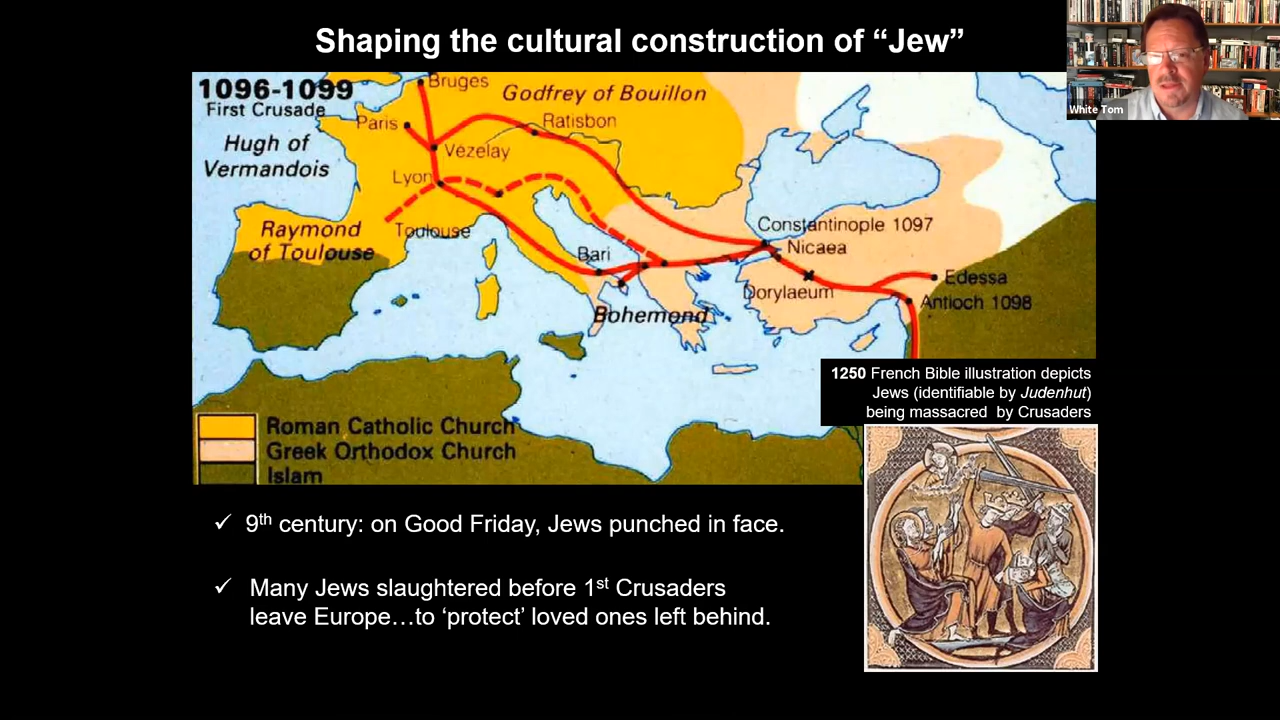 Shaping the cultural construction of “Jew”
White Tom
1096-1099
First Crusade
Bruges
Godfrey of Bouillon
Paris
Ratisbon
Hugh of
Vermandois
Vezelay
Lyon
Raymond
of Toulouse
Toulouse
Constantinople 1097
Nicaea
Bari
Edessa
Dorylaeum
Antioch 1098
Bohemond
Roman Catholic Church
Greek Orthodox Church
Islam
1250 French Bible illustration depicts
Jews (identifiable by Judenhut)
being massacred by Crusaders
✓ 9th century: on Good Friday, Jews punched in face.
✓ Many Jews slaughtered before 1st Crusaders
leave Europe…to ‘protect’ loved ones left behind.